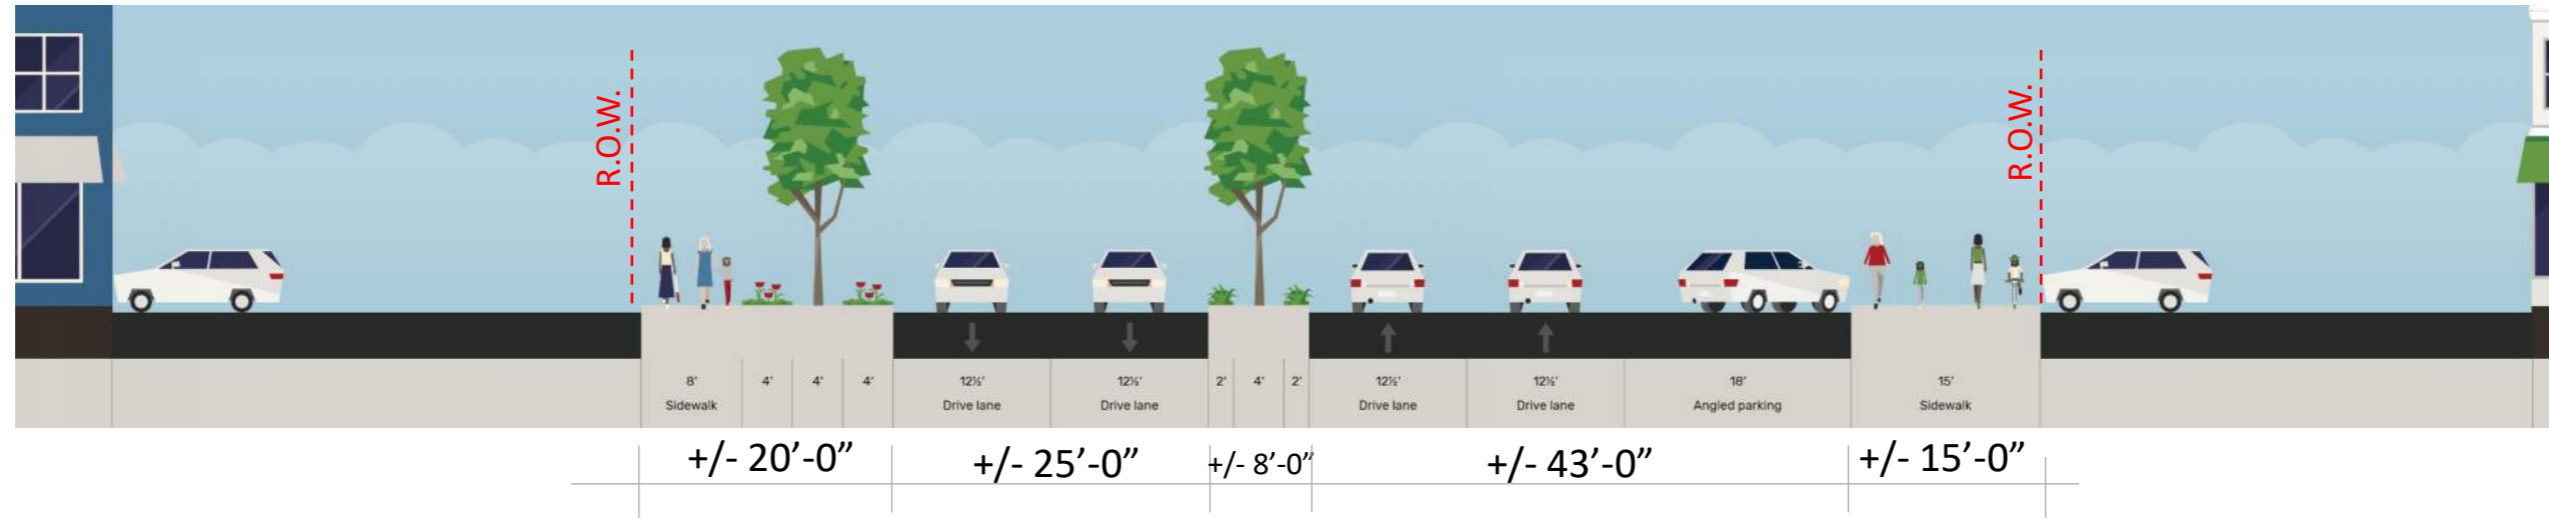 R.O.W.
R.O.W.
8' 4' 4' 4' 12½' 12½' 2' 4' 2' 12½' 12½' 18' 15'
Sidewalk Drive lane Drive lane Drive lane Drive lane Angled parking Sidewalk
+/- 20’-0” +/- 25’-0” +/- 8’-0” +/- 43’-0” +/- 15’-0”